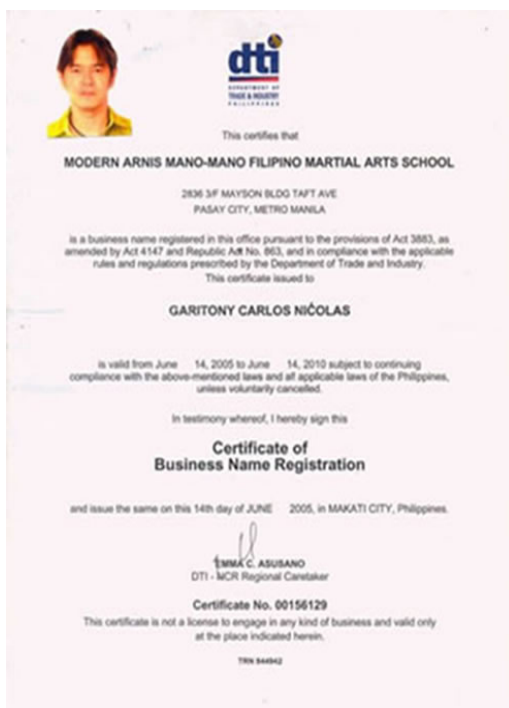 dti
DEPARTMENT OF
TRADE & INDUSTRY
PHILIPPINES
This certifies that
MODERN ARNIS MANO-MANO FILIPINO MARTIAL ARTS SCHOOL
2836 3/F MAYSON BLDG TAFT AVE
PASAY CITY, METRO MANILA
is a business name registered in this office pursuant to the provisions of Act 3883, as
amended by Act 4147 and Republic Act No. 863, and in compliance with the applicable
rules and regulations prescribed by the Department of Trade and Industry.
This certificate issued to
GARITONY CARLOS NICOLAS
is valid from June 14, 2005 to June 14, 2010 subject to continuing
compliance with the above-mentioned laws and all applicable laws of the Philippines,
unless voluntarily cancelled.
In testimony whereof, I hereby sign this
Certificate of
Business Name Registration
and issue the same on this 14th day of JUNE 2005, in MAKATI CITY, Philippines.
EMMA C. ASUSANO
DTI - NCR Regional Caretaker
Certificate No. 00156129
This certificate is not a license to engage in any kind of business and valid only
at the place indicated herein.
TRN 844942